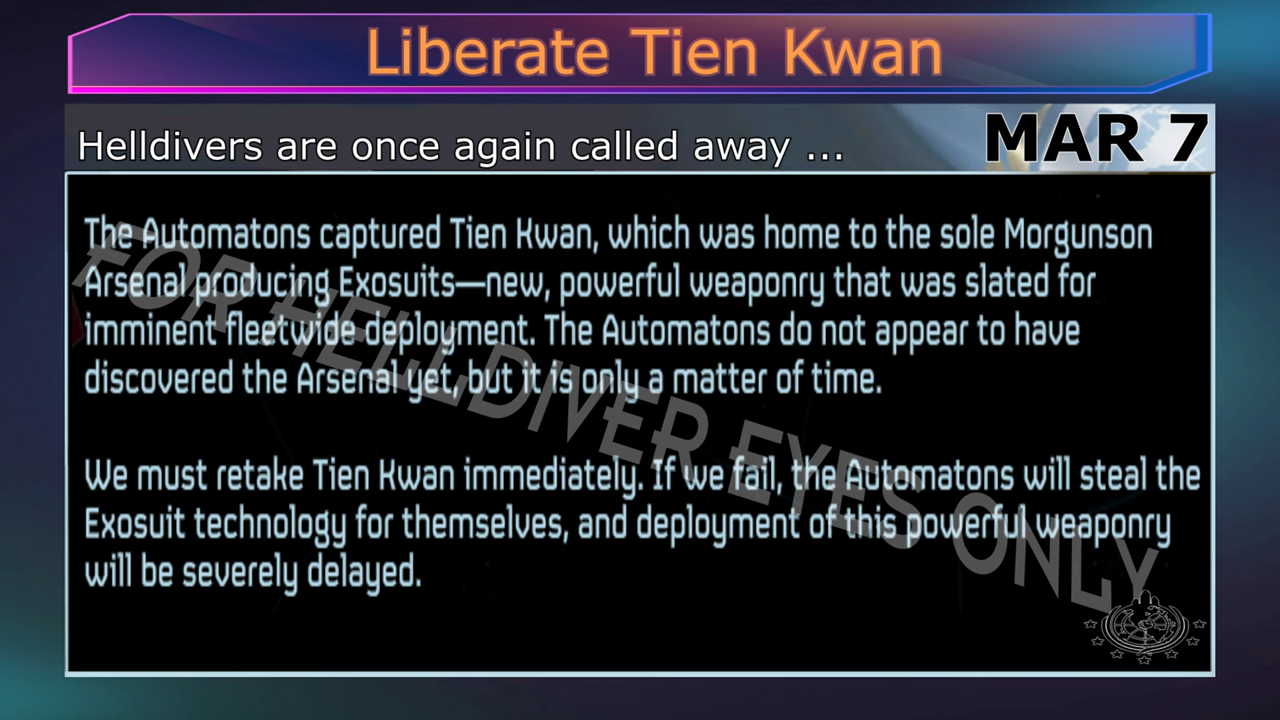 Liberate Tien Kwan
Helldivers are once again called away ...
MAR 7
The Automatons captured Tien Kwan, which was home to the sole Morgunson
Arsenal producing Exosuits—new, powerful weaponry that was slated for
imminent fleetwide deployment. The Automatons do not appear to have
discovered the Arsenal yet, but it is only a matter of time.
We must retake Tien Kwan immediately. If we fail, the Automatons will steal the
Exosuit technology for themselves, and deployment of this powerful weaponry
will be severely delayed.
FOR HELLDIVER EYES ONLY